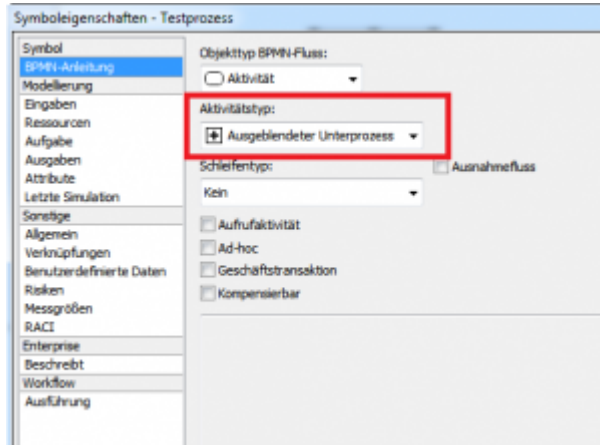 Symboleigenschaften - Testprozess
Symbol
BPMN-Anleitung
Modellierung
Eingaben
Ressourcen
Aufgabe
Ausgaben
Attribute
Letzte Simulation
Sonstige
Allgemein
Verknüpfungen
Benutzerdefinierte Daten
Risiken
Messgrößen
RACI
Enterprise
Beschreibt
Workflow
Ausführung
Objekttyp BPMN-Fluss:
Aktivität
Aktivitätstyp:
Ausgeblendeter Unterprozess
Schleifentyp:
Ausnahmefluss
Kein
Aufrufaktivität
Ad-hoc
Geschäftstransaktion
Kompensierbar